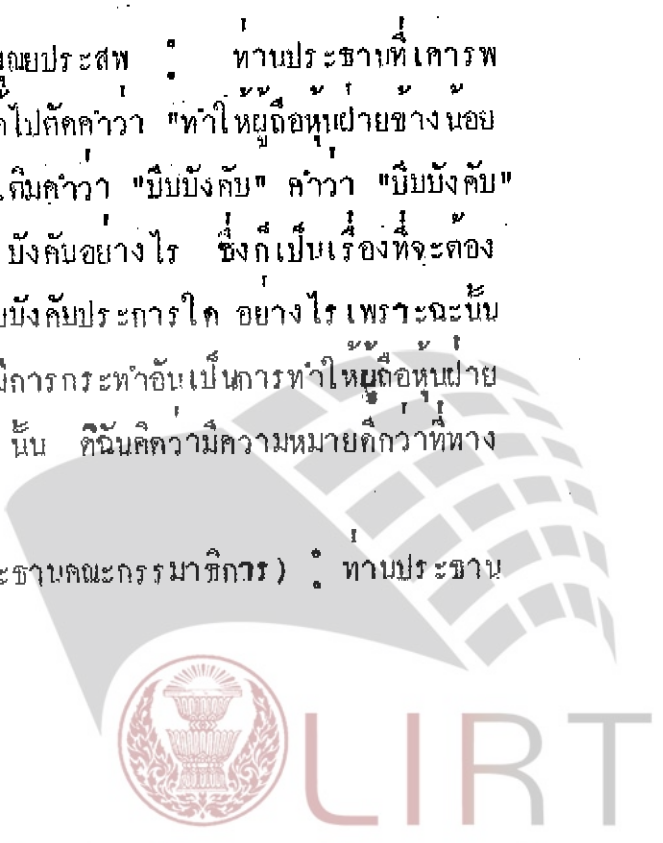 บุณยประสพ : ท่านประธานที่เคารพ
ไปตัดคำว่า "ทำให้ผู้ถือหุ้นฝ่ายข้างน้อย
เติมคำว่า "บีบบังคับ" คำว่า "บีบบังคับ"
บังคับอย่างไร ซึ่งก็เป็นเรื่องที่จะต้อง
บังคับประการใด อย่างไร เพราะฉะนั้น
มีการกระทำอันเป็นการทำให้ผู้ถือหุ้นฝ่าย
นั้น ดิฉันคิดว่ามีความหมายดีกว่าที่ทาง
ประธานคณะกรรมาธิการ) : ท่านประธาน
LIRT